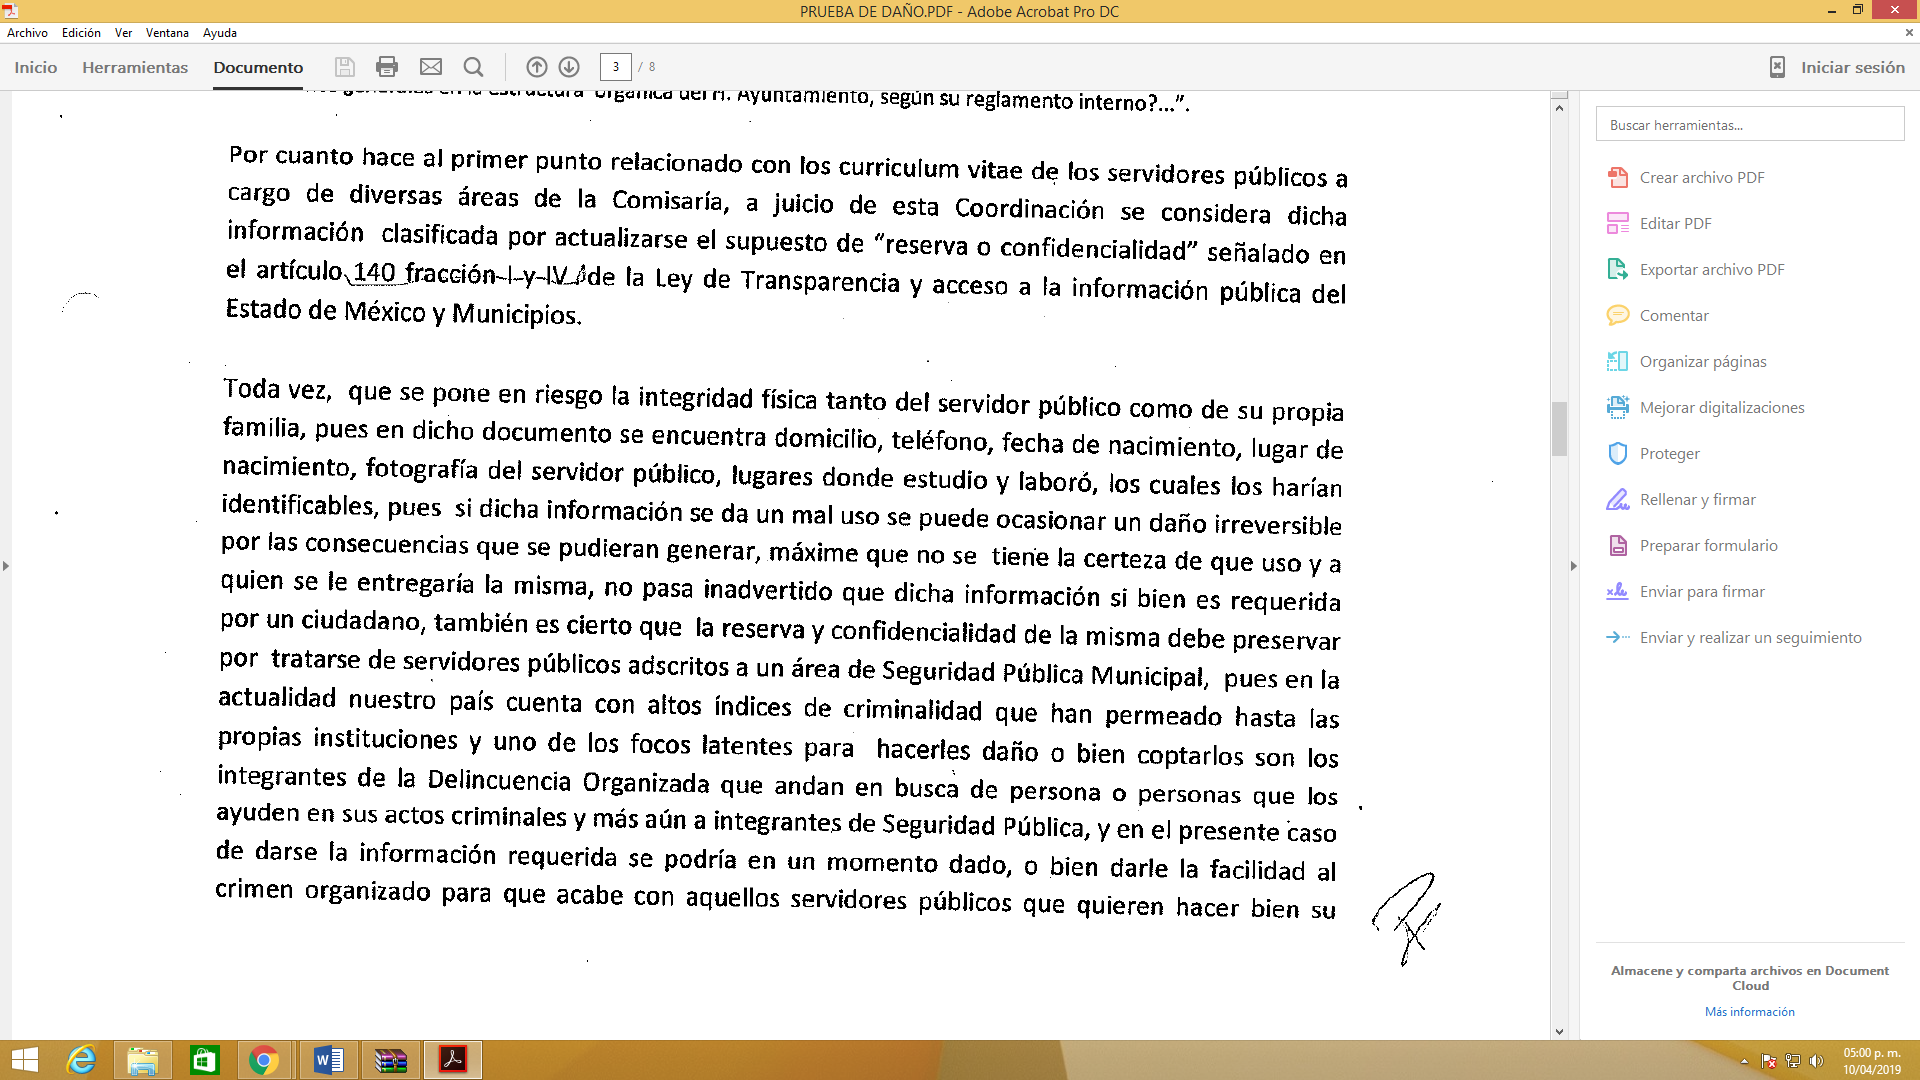 PRUEBA DE DAÑO.PDF - Adobe Acrobat Pro DC
Archivo Edición Ver Ventana Ayuda
Inicio Herramientas Documento 3 / 8 Iniciar sesión
en la estructura orgánica del H. Ayuntamiento, según su reglamento interno?...”.
Por cuanto hace al primer punto relacionado con los curriculum vitae de los servidores públicos a
cargo de diversas áreas de la Comisaría, a juicio de esta Coordinación se considera dicha
información clasificada por actualizarse el supuesto de “reserva o confidencialidad” señalado en
el artículo 140 fracción I y IV de la Ley de Transparencia y acceso a la información pública del
Estado de México y Municipios.
Toda vez, que se pone en riesgo la integridad física tanto del servidor público como de su propia
familia, pues en dicho documento se encuentra domicilio, teléfono, fecha de nacimiento, lugar de
nacimiento, fotografía del servidor público, lugares donde estudio y laboró, los cuales los harían
identificables, pues si dicha información se da un mal uso se puede ocasionar un daño irreversible
por las consecuencias que se pudieran generar, máxime que no se tiene la certeza de que uso y a
quien se le entregaría la misma, no pasa inadvertido que dicha información si bien es requerida
por un ciudadano, también es cierto que la reserva y confidencialidad de la misma debe preservar
por tratarse de servidores públicos adscritos a un área de Seguridad Pública Municipal, pues en la
actualidad nuestro país cuenta con altos índices de criminalidad que han permeado hasta las
propias instituciones y uno de los focos latentes para hacerles daño o bien coptarlos son los
integrantes de la Delincuencia Organizada que andan en busca de persona o personas que los
ayuden en sus actos criminales y más aún a integrantes de Seguridad Pública, y en el presente caso
de darse la información requerida se podría en un momento dado, o bien darle la facilidad al
crimen organizado para que acabe con aquellos servidores públicos que quieren hacer bien su
Buscar herramientas...
Crear archivo PDF
Editar PDF
Exportar archivo PDF
Comentar
Organizar páginas
Mejorar digitalizaciones
Proteger
Rellenar y firmar
Preparar formulario
Enviar para firmar
Enviar y realizar un seguimiento
Almacene y comparta archivos en Document
Cloud
Más información
05:00 p. m.
10/04/2019